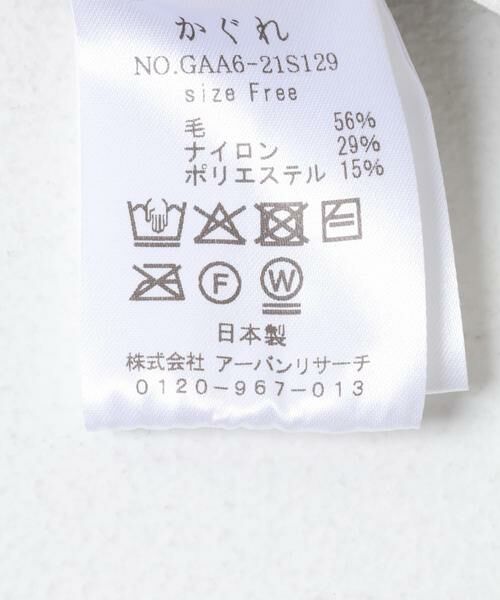 かぐれ
NO.GAA6-21S129
size Free
毛 56%
ナイロン 29%
ポリエステル 15%
F W
日本製
株式会社 アーバンリサーチ
0120-967-013